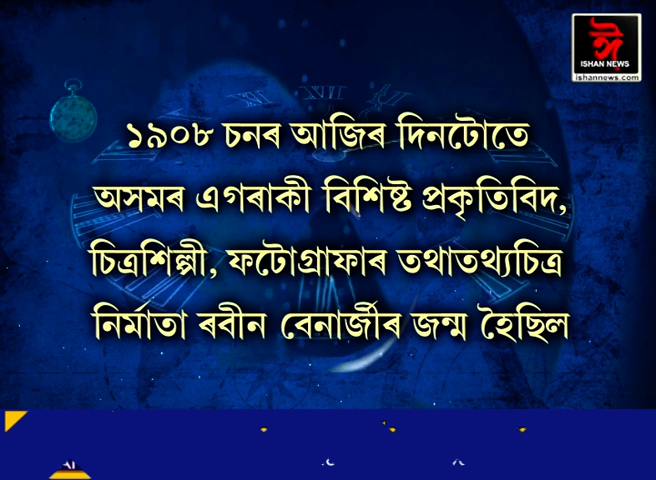 ঈ
ISHAN NEWS
ishannews.com
১৯০৮ চনৰ আজিৰ দিনটোতে
অসমৰ এগৰাকী বিশিষ্ট প্ৰকৃতিবিদ,
চিত্ৰশিল্পী, ফটোগ্ৰাফাৰ তথাতথ্যচিত্ৰ
নিৰ্মাতা ৰবীন বেনাৰ্জীৰ জন্ম হৈছিল